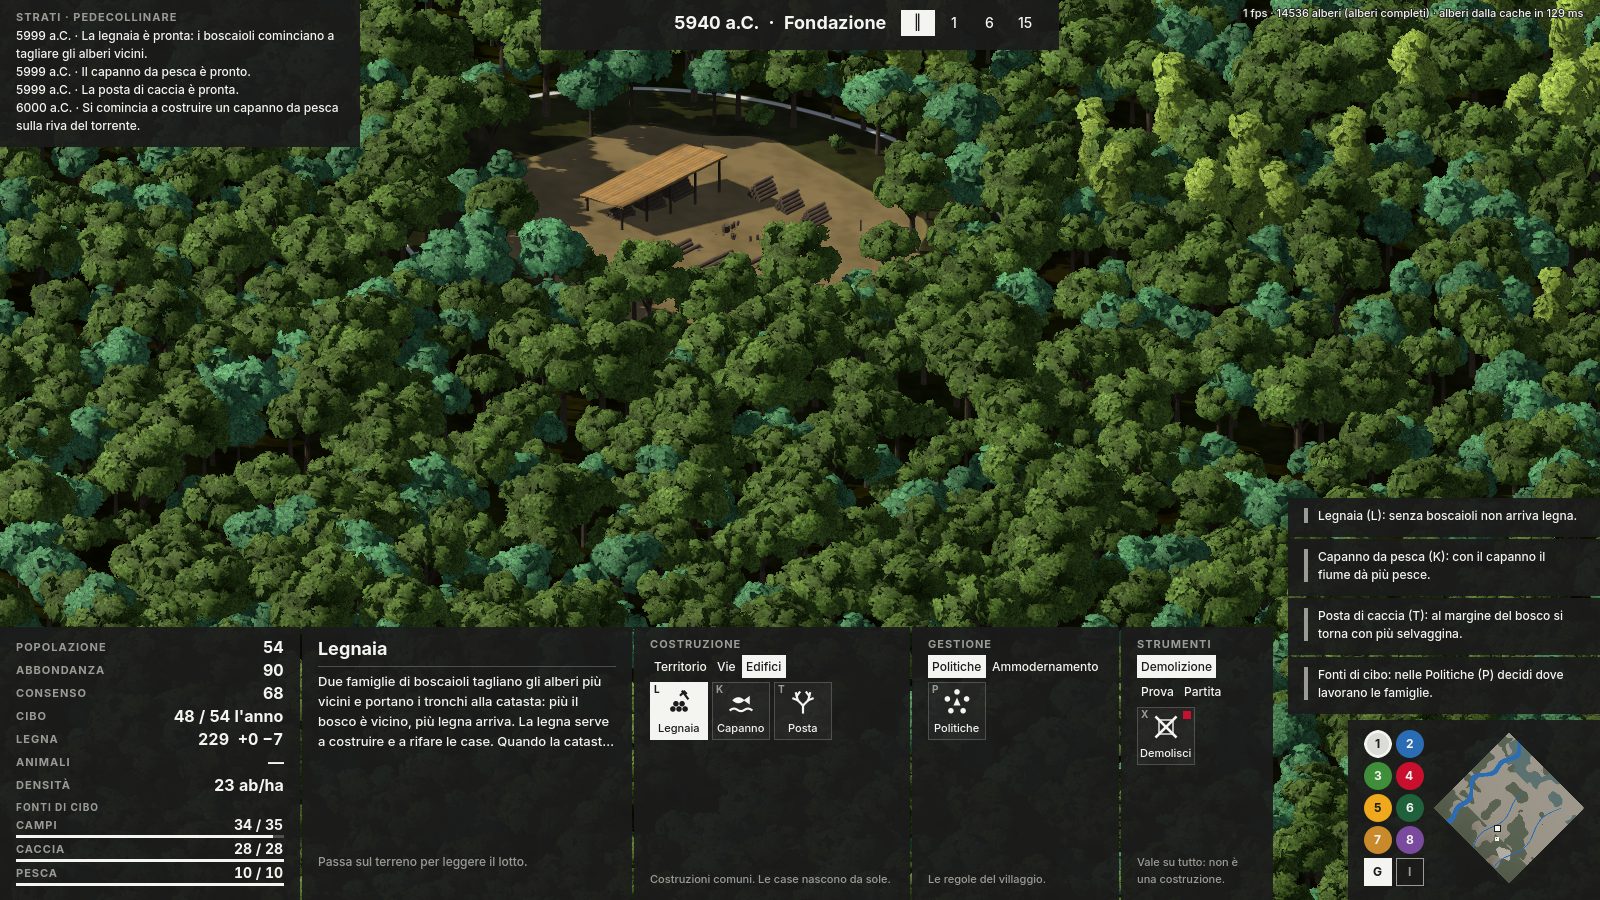 STRATI · PEDECOLLINARE
5999 a.C. · La legnaia è pronta: i boscaioli cominciano a
tagliare gli alberi vicini.
5999 a.C. · Il capanno da pesca è pronto.
5999 a.C. · La posta di caccia è pronta.
6000 a.C. · Si comincia a costruire un capanno da pesca
sulla riva del torrente.
5940 a.C. · Fondazione
1 6 15
1 fps · 14536 alberi (alberi completi) · alberi dalla cache in 129 ms
Legnaia (L): senza boscaioli non arriva legna.
Capanno da pesca (K): con il capanno il
fiume dà più pesce.
Posta di caccia (T): al margine del bosco si
torna con più selvaggina.
Fonti di cibo: nelle Politiche (P) decidi dove
lavorano le famiglie.
POPOLAZIONE 54
ABBONDANZA 90
CONSENSO 68
CIBO 48 / 54 l'anno
LEGNA 229 +0 −7
ANIMALI —
DENSITÀ 23 ab/ha
FONTI DI CIBO
CAMPI 34 / 35
CACCIA 28 / 28
PESCA 10 / 10
Legnaia
Due famiglie di boscaioli tagliano gli alberi più
vicini e portano i tronchi alla catasta: più il
bosco è vicino, più legna arriva. La legna serve
a costruire e a rifare le case. Quando la catast…
Passa sul terreno per leggere il lotto.
COSTRUZIONE
Territorio Vie Edifici
L Legnaia
K Capanno
T Posta
Costruzioni comuni. Le case nascono da sole.
GESTIONE
Politiche Ammodernamento
P Politiche
Le regole del villaggio.
STRUMENTI
Demolizione
Prova Partita
X Demolisci
Vale su tutto: non è
una costruzione.
1 2
3 4
5 6
7 8
G I